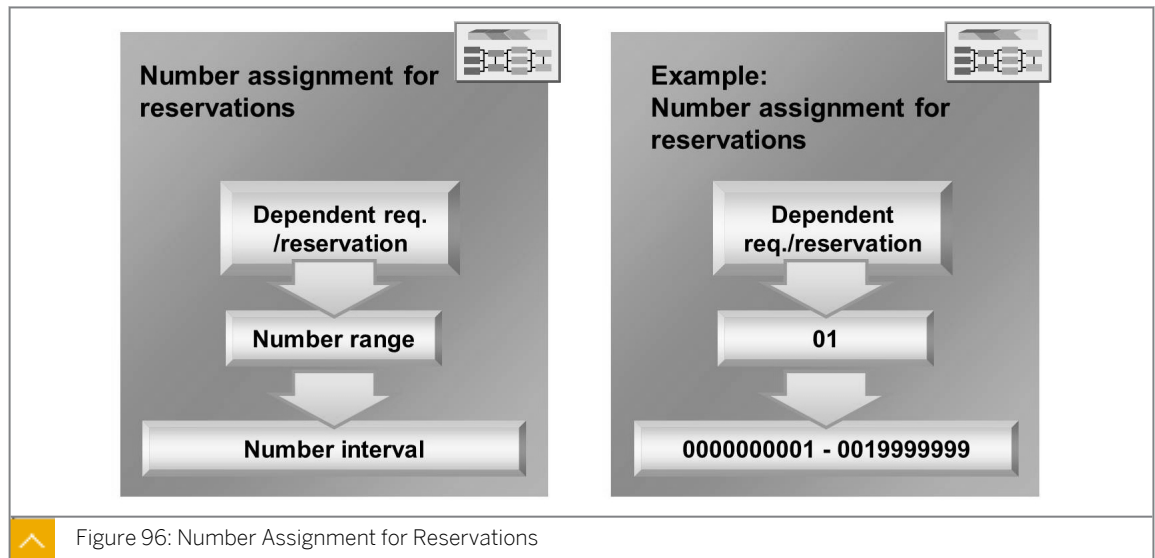 Number assignment for
reservations
Dependent req.
/reservation
Number range
Number interval
Example:
Number assignment for
reservations
Dependent
req./reservation
01
0000000001 - 0019999999
Figure 96: Number Assignment for Reservations